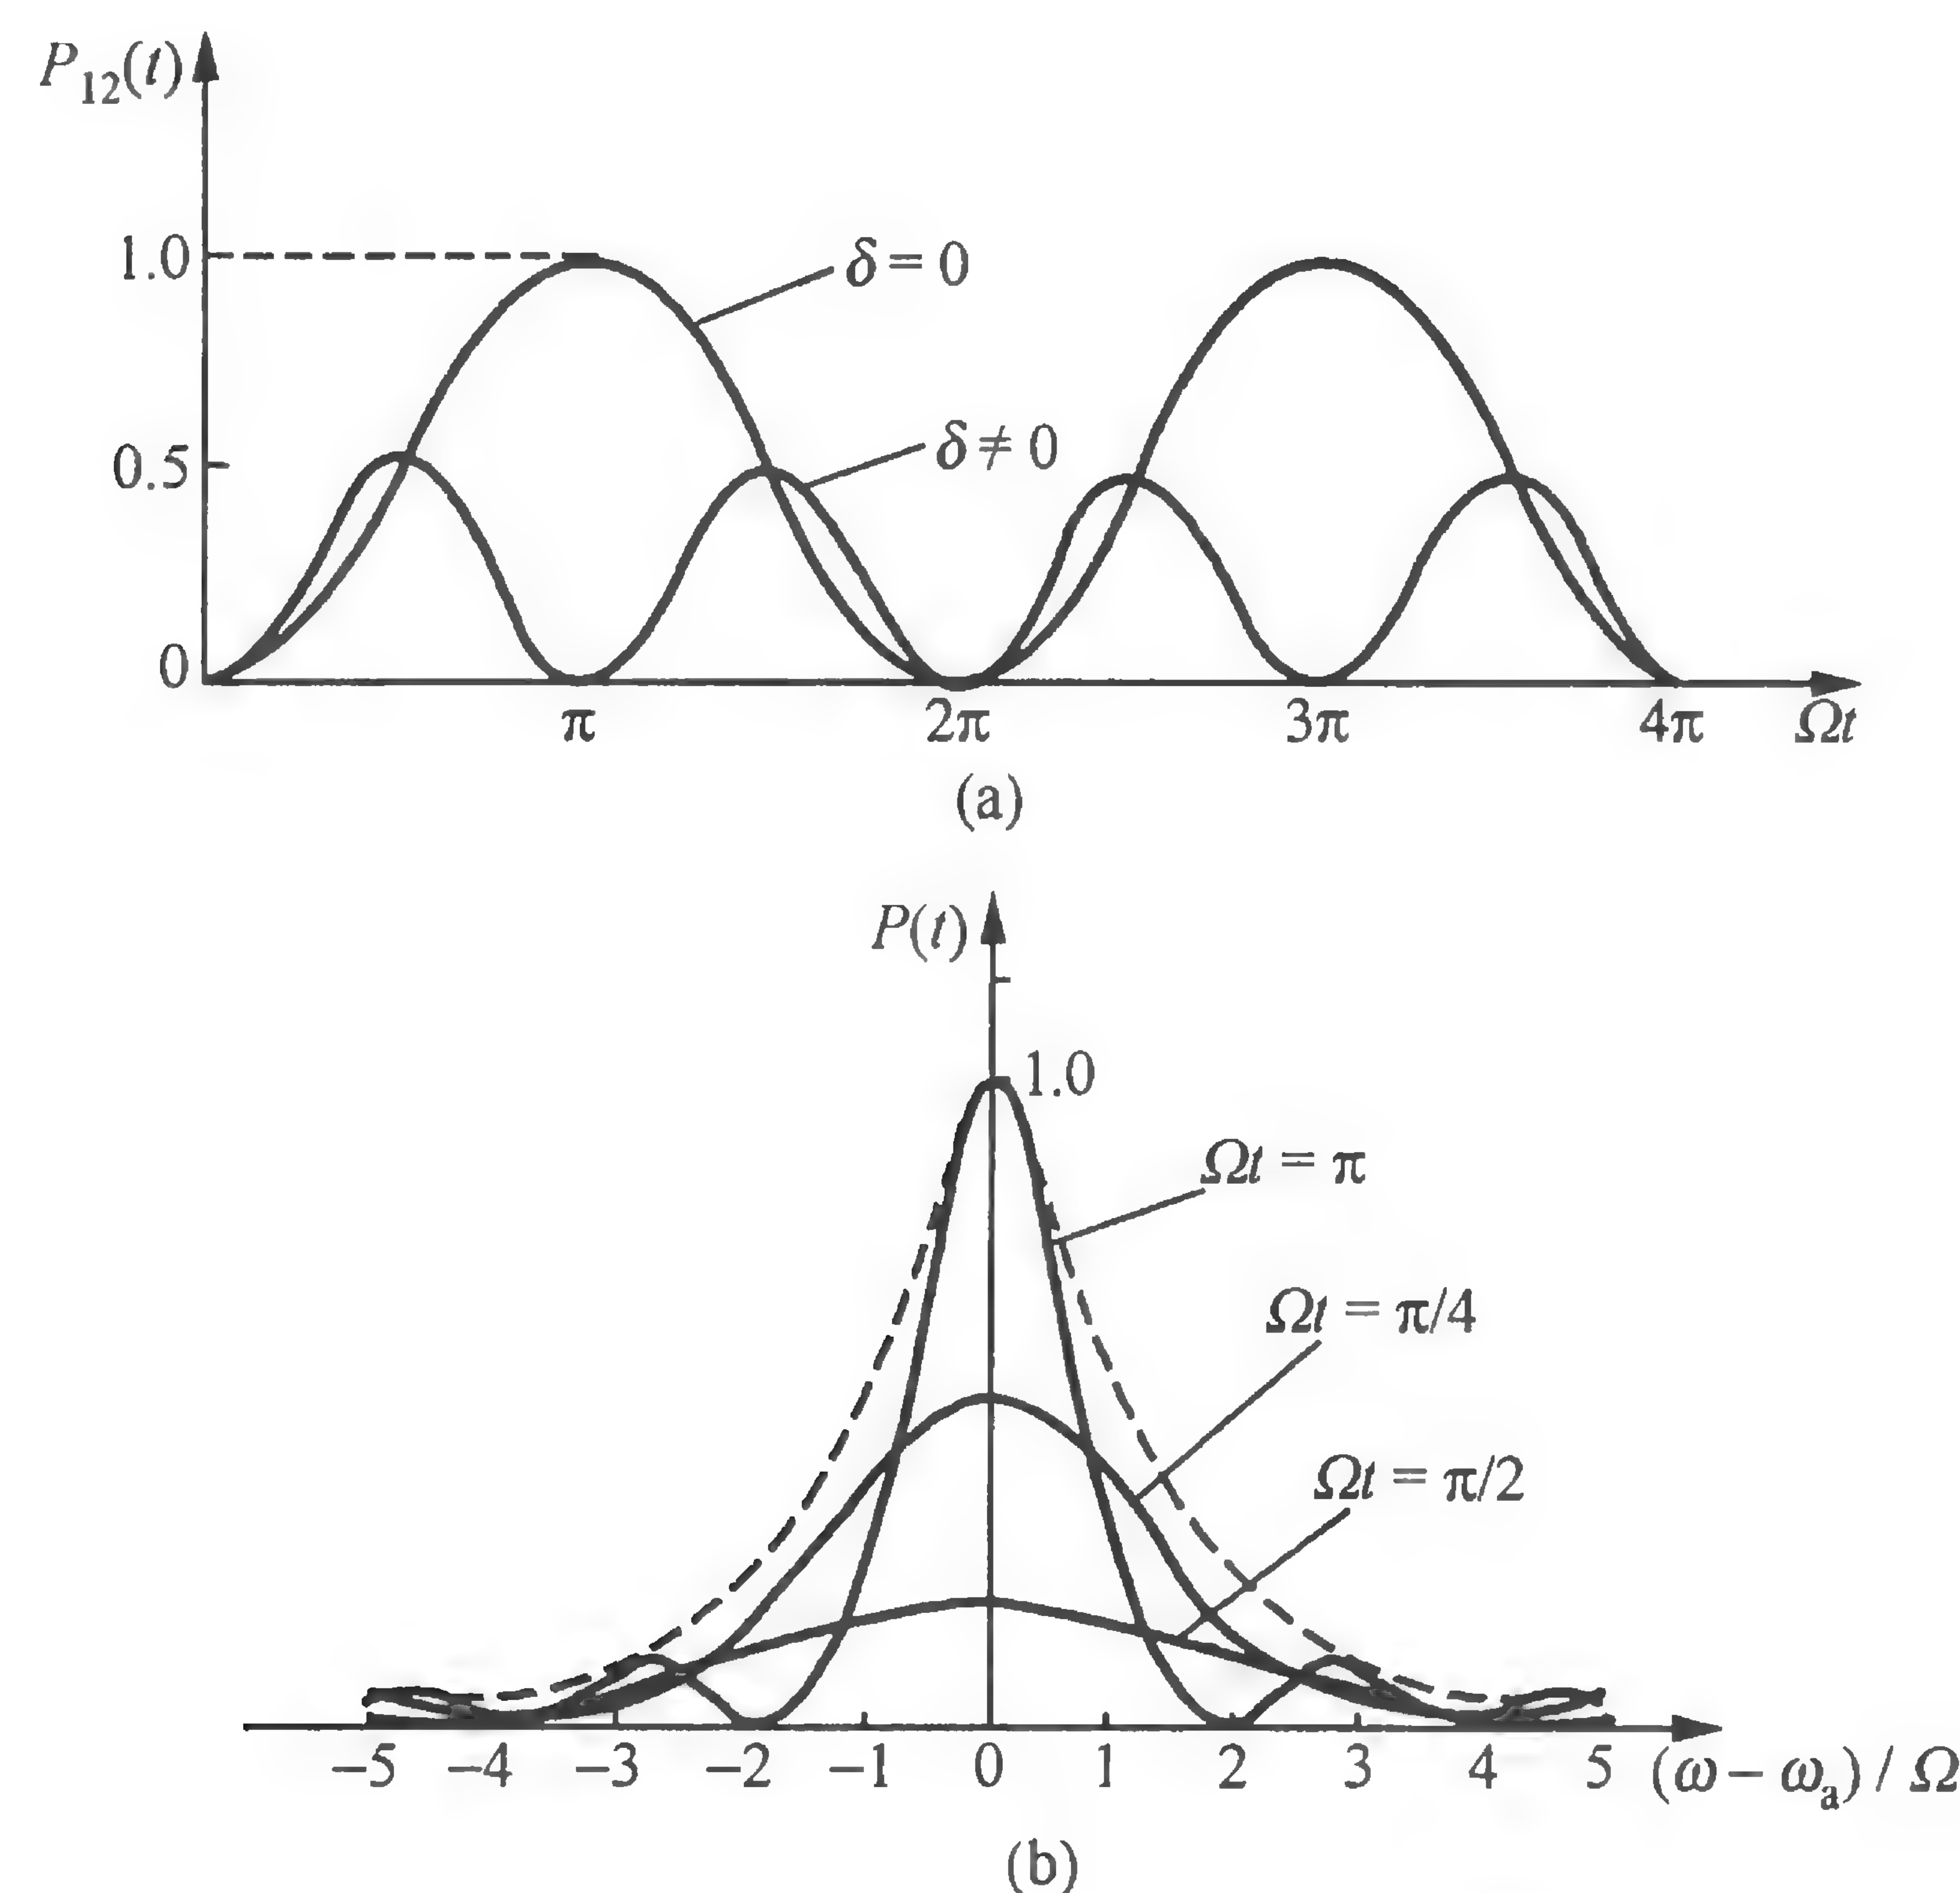 P₁₂(t)
1.0
δ = 0
0.5
δ ≠ 0
0
π 2π 3π 4π Ωt
(a)
P(t)
1.0
Ωt = π
Ωt = π/4
Ωt = π/2
–5 –4 –3 –2 –1 0 1 2 3 4 5 (ω – ωₐ) / Ω
(b)